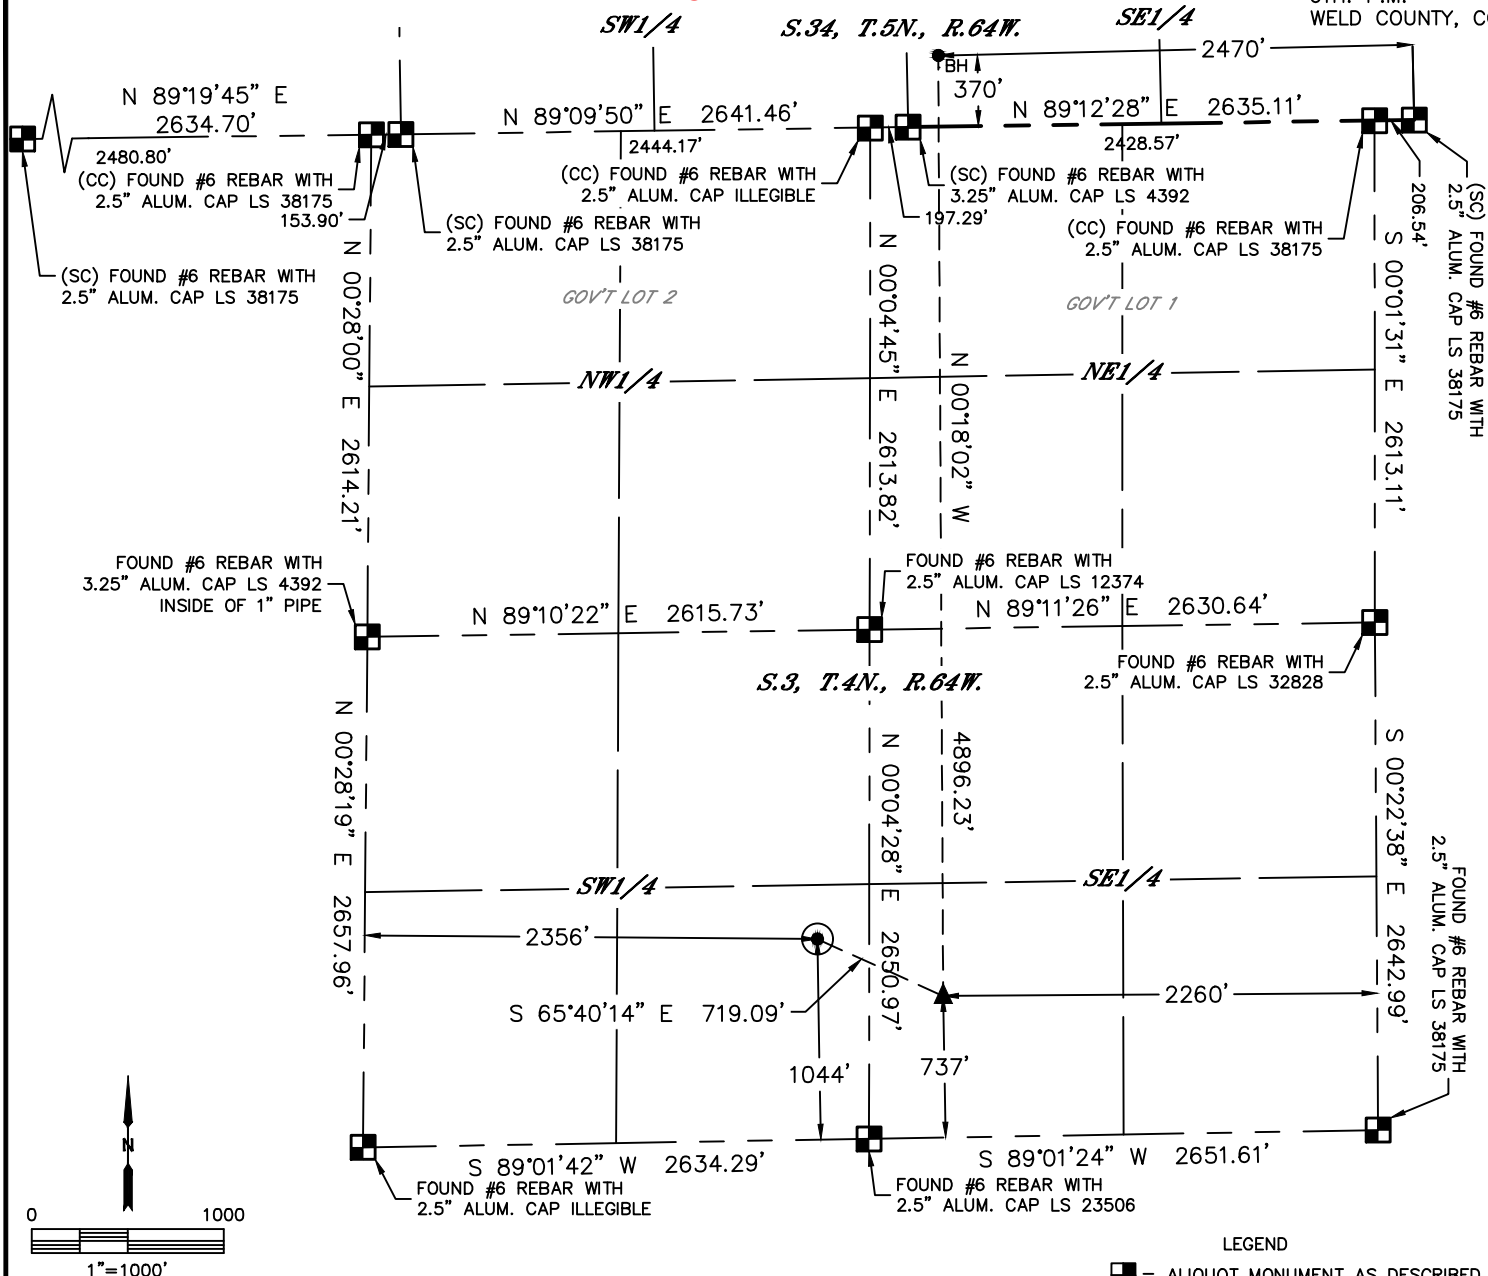 SW1/4
S.34, T.5N., R.64W.
SE1/4
WELD COUNTY, CO
2470'
BH
370'
N 89°19'45" E
2634.70'
N 89°09'50" E 2641.46'
N 89°12'28" E 2635.11'
2480.80'
2444.17'
2428.57'
(CC) FOUND #6 REBAR WITH
2.5" ALUM. CAP LS 38175
153.90'
(CC) FOUND #6 REBAR WITH
2.5" ALUM. CAP ILLEGIBLE
(SC) FOUND #6 REBAR WITH
3.25" ALUM. CAP LS 4392
197.29'
(SC) FOUND #6 REBAR WITH
2.5" ALUM. CAP LS 38175
(CC) FOUND #6 REBAR WITH
2.5" ALUM. CAP LS 38175
206.54'
(SC) FOUND #6 REBAR WITH
2.5" ALUM. CAP LS 38175
(SC) FOUND #6 REBAR WITH
2.5" ALUM. CAP LS 38175
GOV'T LOT 2
GOV'T LOT 1
N 00°28'00" E 2614.21'
N 00°04'45" E 2613.82'
N 00°18'02" W
4896.23'
S 00°01'31" E 2613.11'
NW1/4
NE1/4
FOUND #6 REBAR WITH
3.25" ALUM. CAP LS 4392
INSIDE OF 1" PIPE
FOUND #6 REBAR WITH
2.5" ALUM. CAP LS 12374
N 89°10'22" E 2615.73'
N 89°11'26" E 2630.64'
FOUND #6 REBAR WITH
2.5" ALUM. CAP LS 32828
S.3, T.4N., R.64W.
N 00°28'19" E 2657.96'
N 00°04'28" E 2650.97'
S 00°22'38" E 2642.99'
FOUND #6 REBAR WITH
2.5" ALUM. CAP LS 38175
SW1/4
SE1/4
2356'
2260'
S 65°40'14" E 719.09'
1044'
737'
N
S 89°01'42" W 2634.29'
S 89°01'24" W 2651.61'
FOUND #6 REBAR WITH
2.5" ALUM. CAP ILLEGIBLE
FOUND #6 REBAR WITH
2.5" ALUM. CAP LS 23506
0 1000
1"=1000'
LEGEND
= ALIQUOT MONUMENT AS DESCRIBED